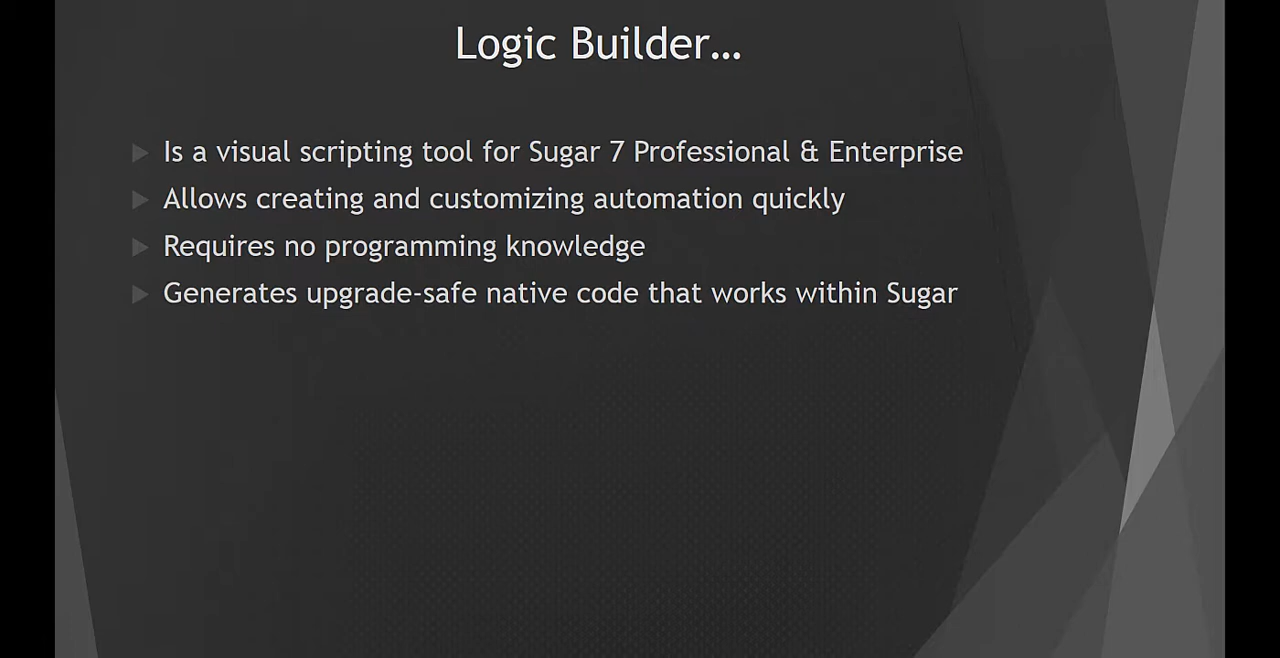 Logic Builder…
Is a visual scripting tool for Sugar 7 Professional & Enterprise
Allows creating and customizing automation quickly
Requires no programming knowledge
Generates upgrade-safe native code that works within Sugar